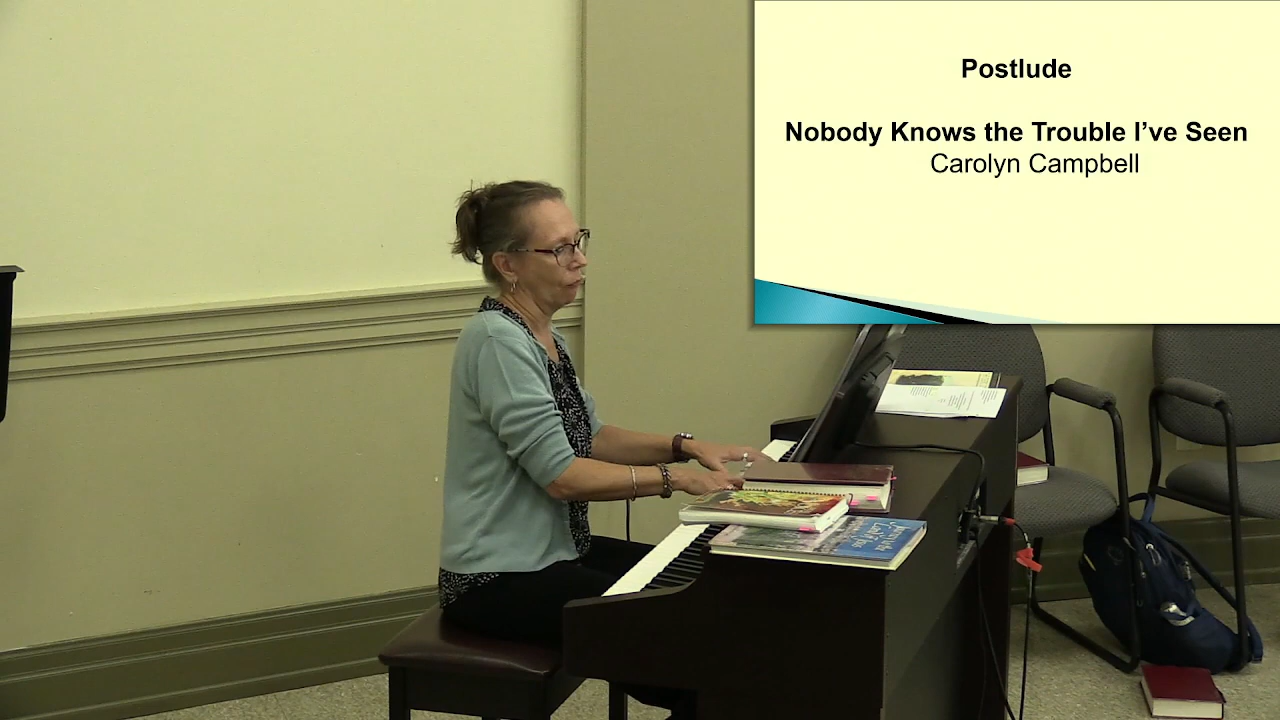 Postlude
Nobody Knows the Trouble I’ve Seen
Carolyn Campbell